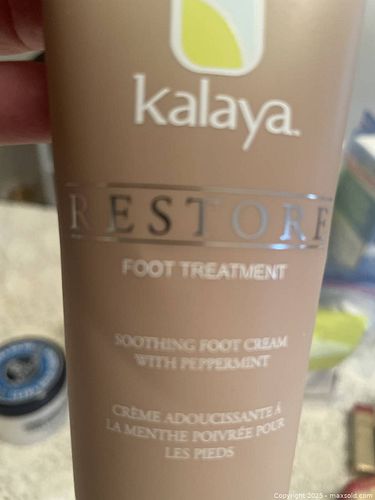 kalaya.
RESTORE
FOOT TREATMENT
SOOTHING FOOT CREAM
WITH PEPPERMINT
CRÈME ADOUCISSANTE À
LA MENTHE POIVRÉE POUR
LES PIEDS
Copyright 2025 - maxsold.com